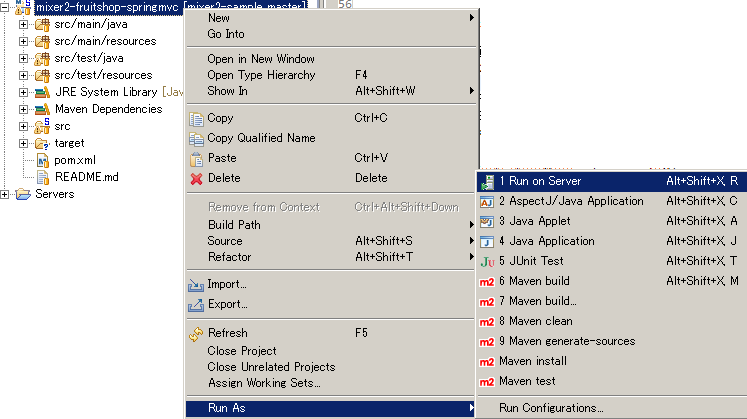 mixer2-fruitshop-springmvc [mixer2-sample master]
56
src/main/java
src/main/resources
src/test/java
src/test/resources
JRE System Library [Jav
Maven Dependencies
src
target
pom.xml
README.md
Servers
New
Go Into
Open in New Window
Open Type Hierarchy F4
Show In Alt+Shift+W
Copy Ctrl+C
Copy Qualified Name
Paste Ctrl+V
Delete Delete
Remove from Context Ctrl+Alt+Shift+Down
Build Path
Source Alt+Shift+S
Refactor Alt+Shift+T
Import...
Export...
Refresh F5
Close Project
Close Unrelated Projects
Assign Working Sets...
Run As
1 Run on Server Alt+Shift+X, R
2 AspectJ/Java Application Alt+Shift+X, C
3 Java Applet Alt+Shift+X, A
4 Java Application Alt+Shift+X, J
5 JUnit Test Alt+Shift+X, T
6 Maven build Alt+Shift+X, M
7 Maven build...
8 Maven clean
9 Maven generate-sources
Maven install
Maven test
Run Configurations...